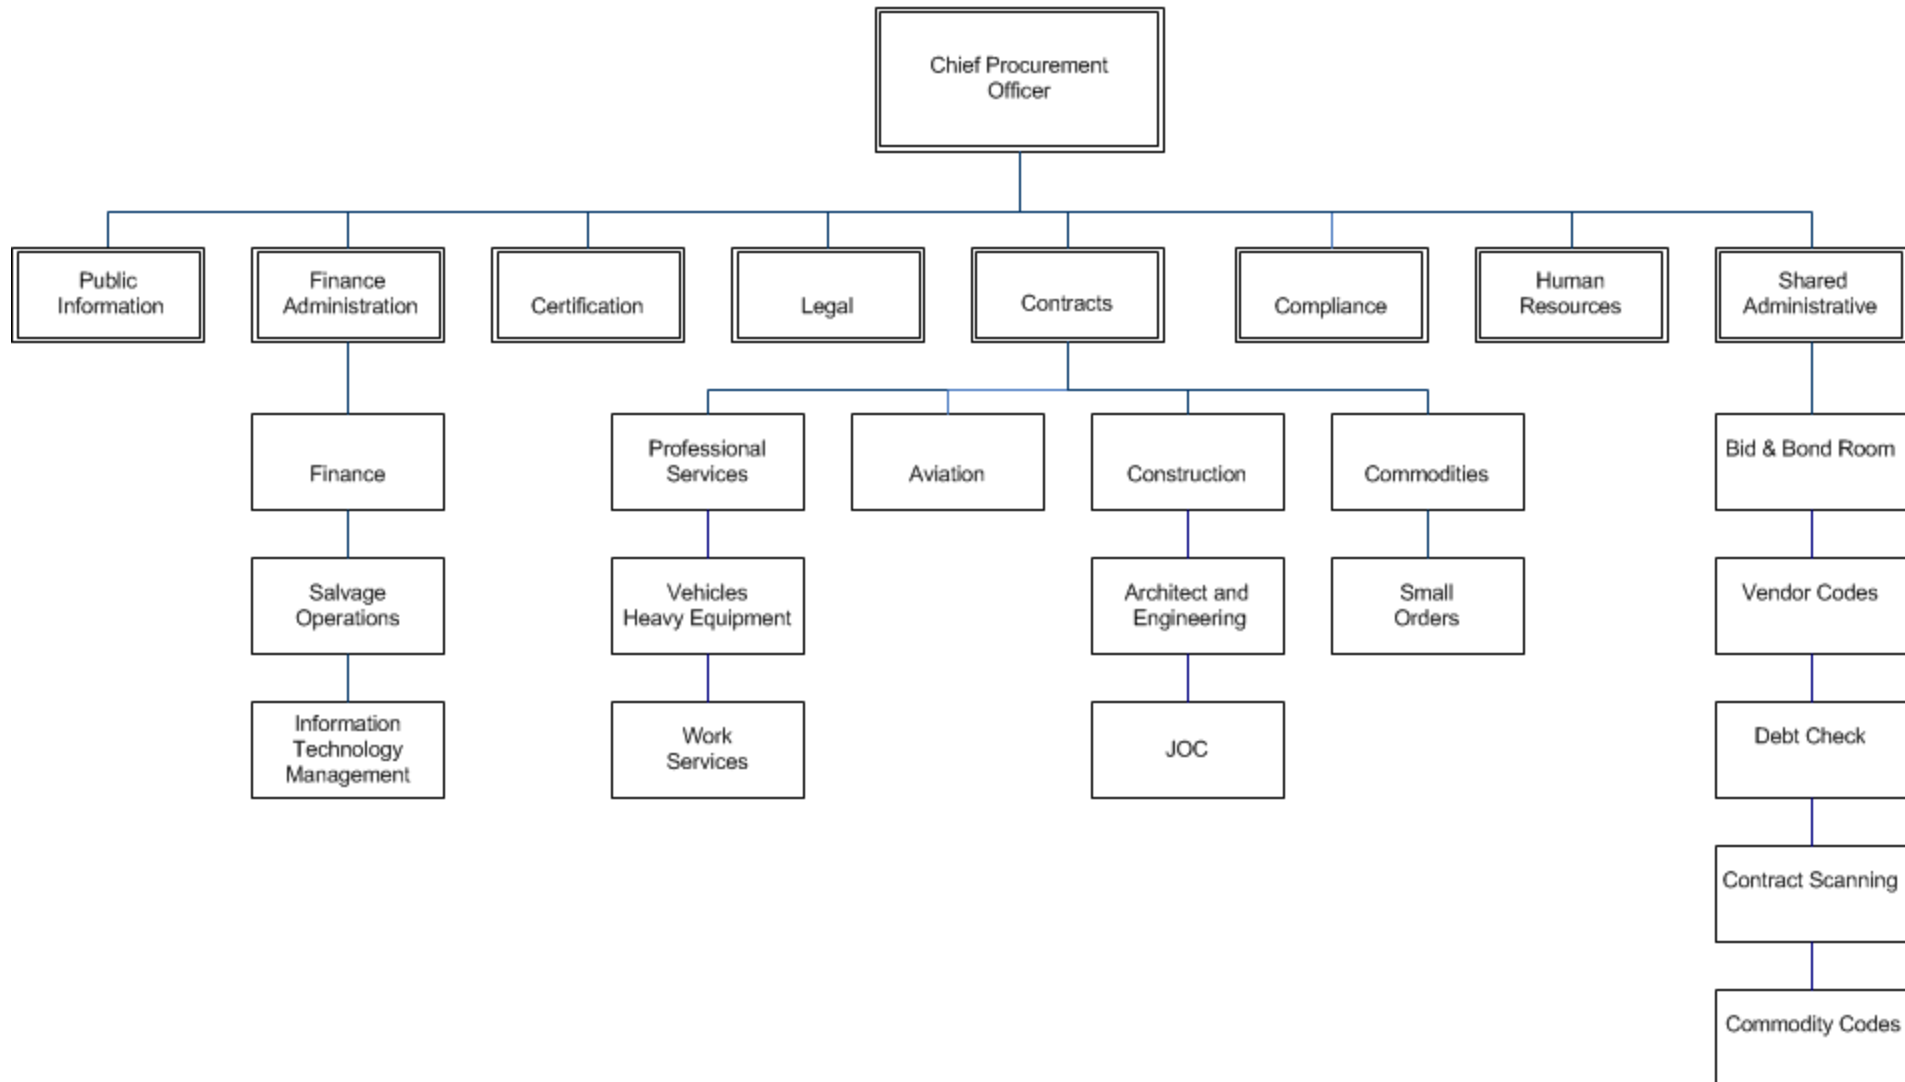 Chief Procurement
Officer
Public
Information
Finance
Administration
Certification
Legal
Contracts
Compliance
Human
Resources
Shared
Administrative
Finance
Professional
Services
Aviation
Construction
Commodities
Bid & Bond Room
Salvage
Operations
Vehicles
Heavy Equipment
Architect and
Engineering
Small
Orders
Vendor Codes
Information
Technology
Management
Work
Services
JOC
Debt Check
Contract Scanning
Commodity Codes